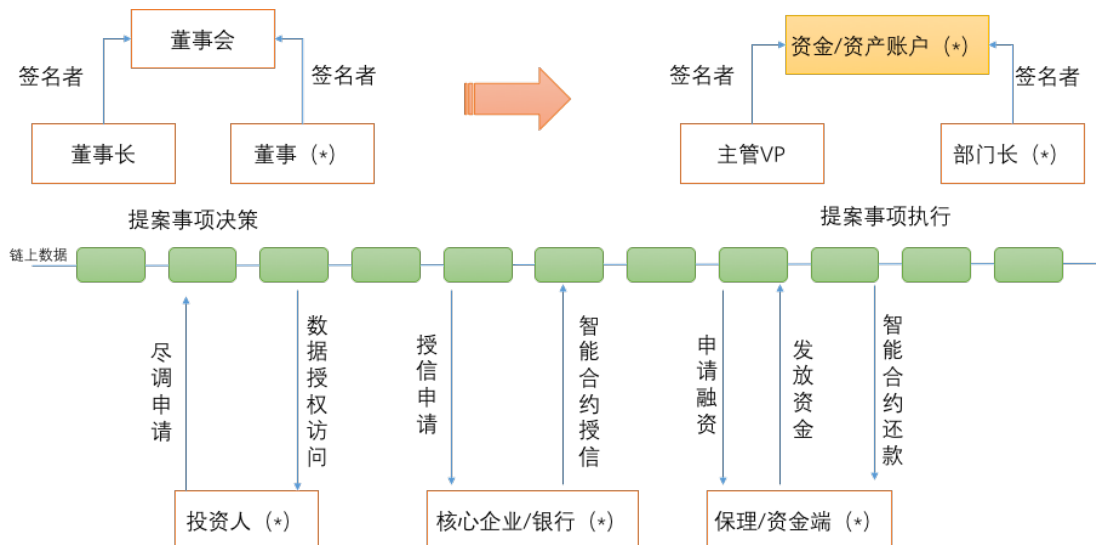 董事会
资金/资产账户（*）
签名者
签名者
签名者
签名者
董事长
董事（*）
主管VP
部门长（*）
提案事项决策
提案事项执行
链上数据
尽调申请
数据授权访问
授信申请
智能合约授信
申请融资
发放资金
智能合约还款
投资人（*）
核心企业/银行（*）
保理/资金端（*）